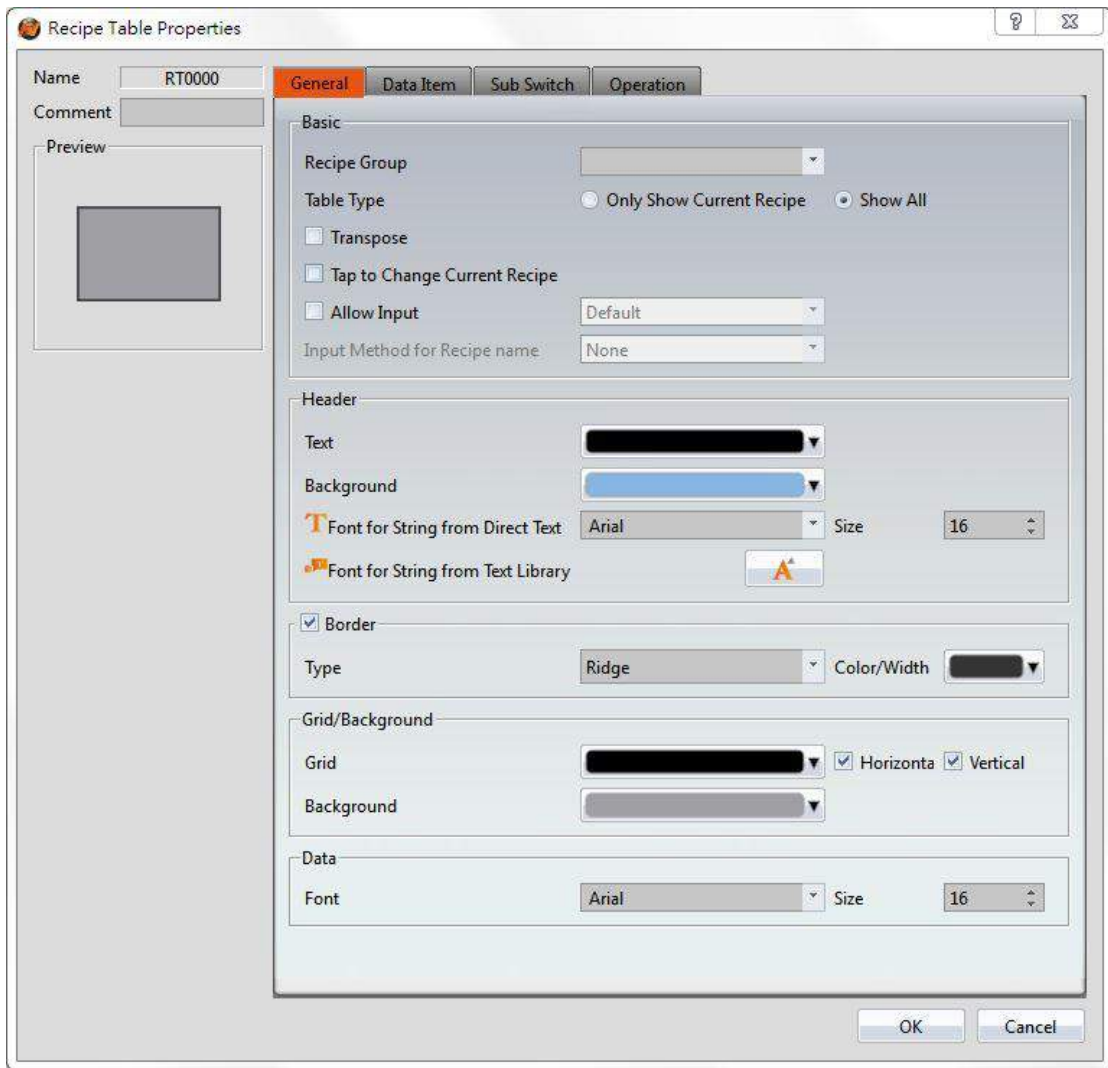 Recipe Table Properties
Name RT0000
Comment
Preview
General Data Item Sub Switch Operation
Basic
Recipe Group
Table Type Only Show Current Recipe Show All
Transpose
Tap to Change Current Recipe
Allow Input Default
Input Method for Recipe name None
Header
Text
Background
Font for String from Direct Text Arial Size 16
Font for String from Text Library A
Border
Type Ridge Color/Width
Grid/Background
Grid Horizonta Vertical
Background
Data
Font Arial Size 16
OK Cancel